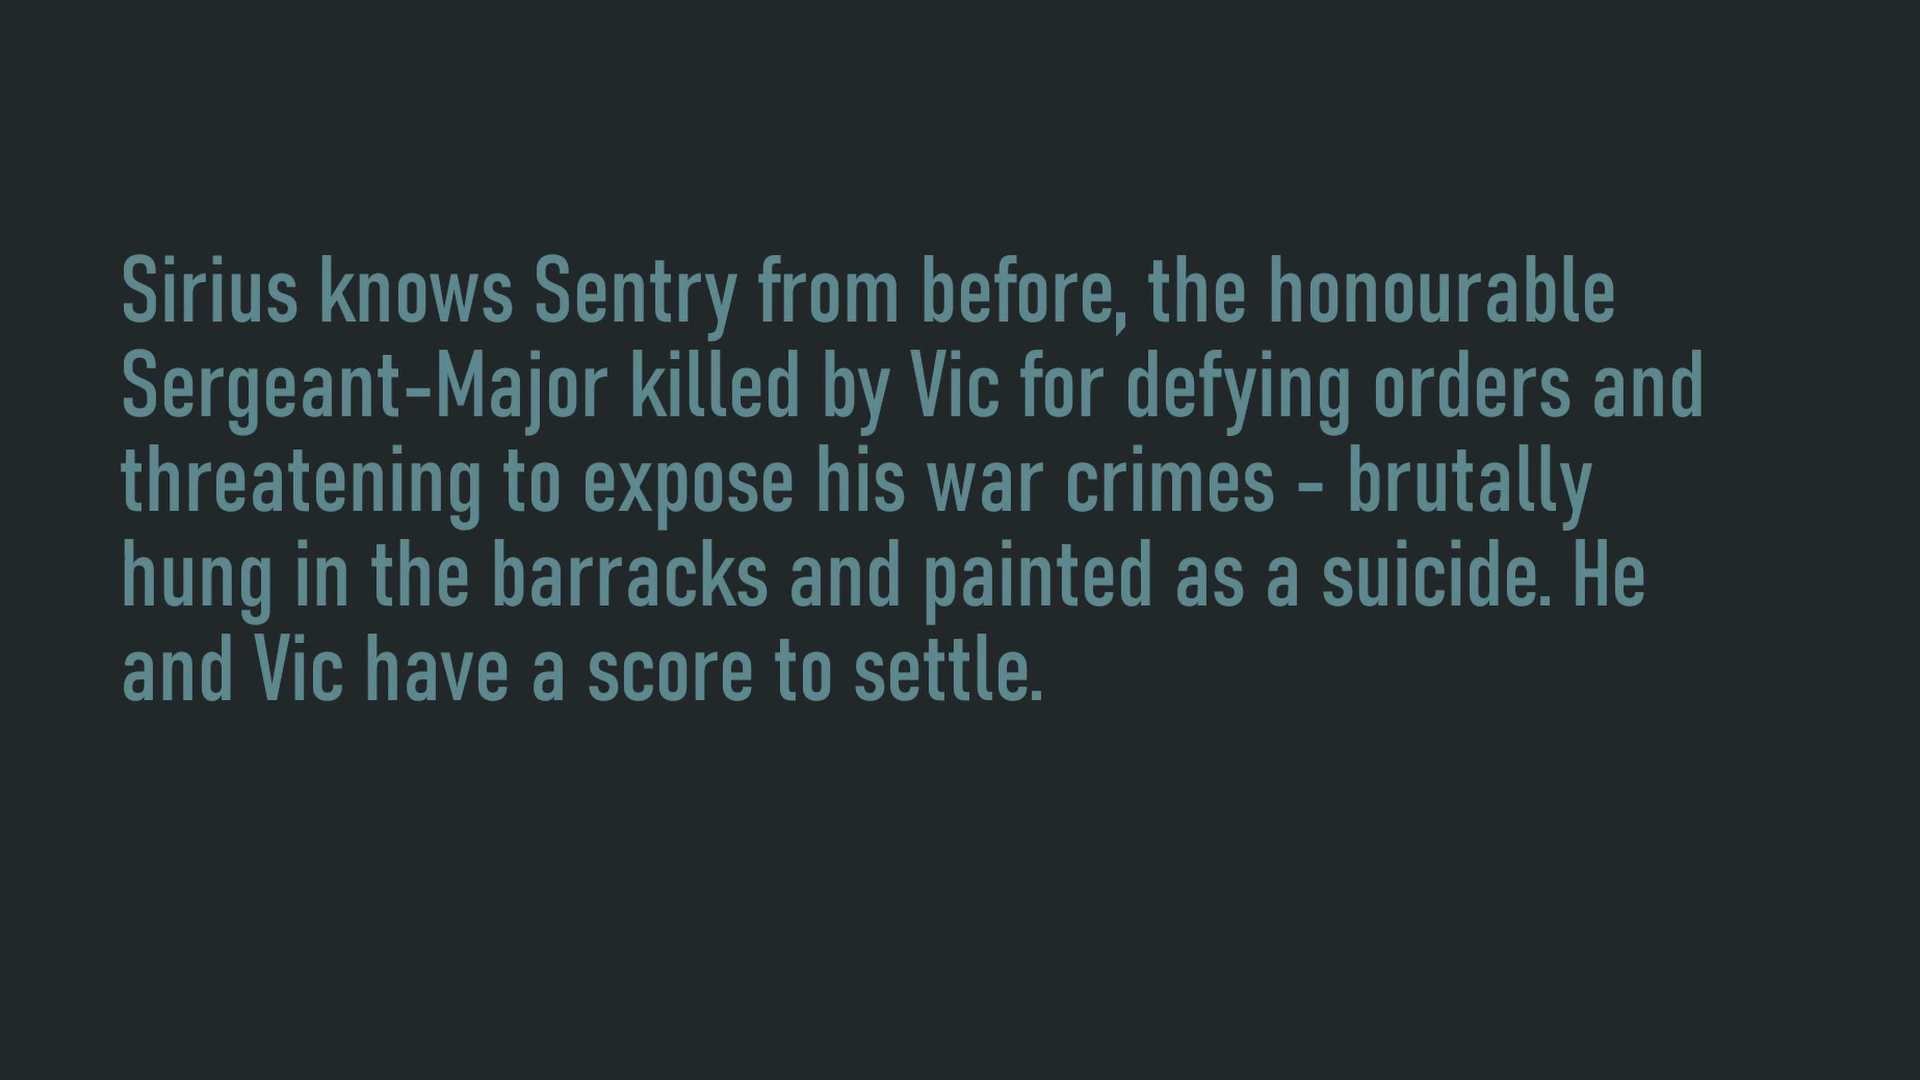 Sirius knows Sentry from before, the honourable
Sergeant-Major killed by Vic for defying orders and
threatening to expose his war crimes - brutally
hung in the barracks and painted as a suicide. He
and Vic have a score to settle.